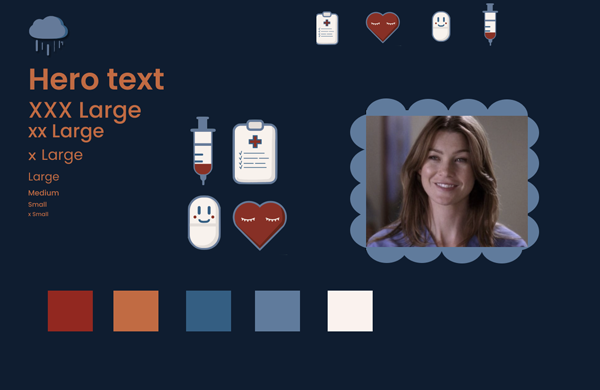 Hero text
XXX Large
xx Large
x Large
Large
Medium
Small
x Small